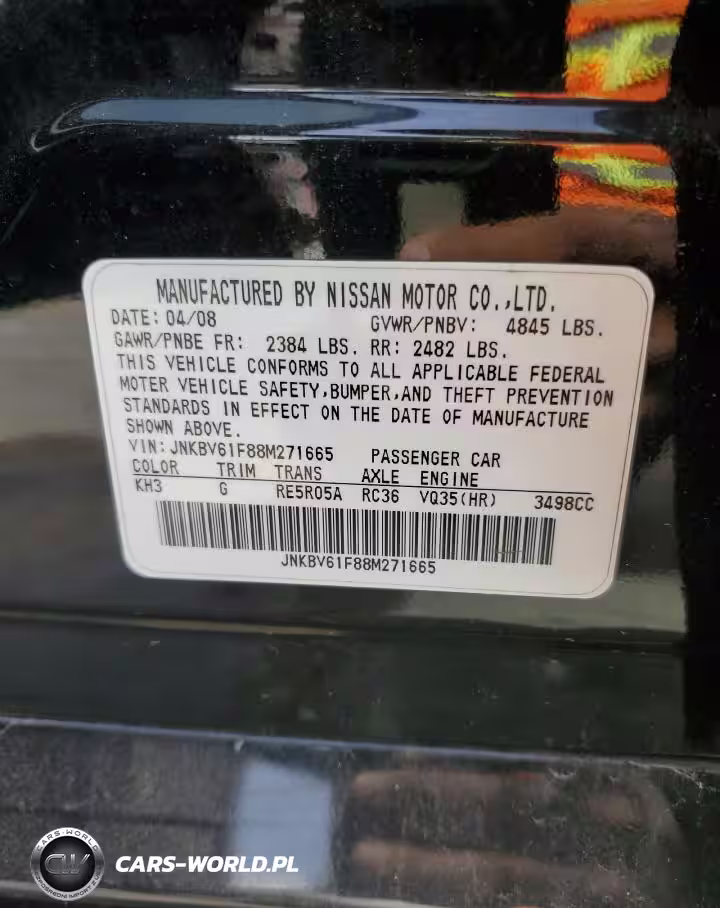 MANUFACTURED BY NISSAN MOTOR CO.,LTD.
DATE: 04/08 GVWR/PNBV: 4845 LBS.
GAWR/PNBE FR: 2384 LBS. RR: 2482 LBS.
THIS VEHICLE CONFORMS TO ALL APPLICABLE FEDERAL
MOTER VEHICLE SAFETY,BUMPER,AND THEFT PREVENTION
STANDARDS IN EFFECT ON THE DATE OF MANUFACTURE
SHOWN ABOVE.
VIN: JNKBV61F88M271665 PASSENGER CAR
COLOR TRIM TRANS AXLE ENGINE
KH3 G RE5R05A RC36 VQ35(HR) 3498CC
JNKBV61F88M271665
CARS-WORLD
CW
CARS-WORLD.PL